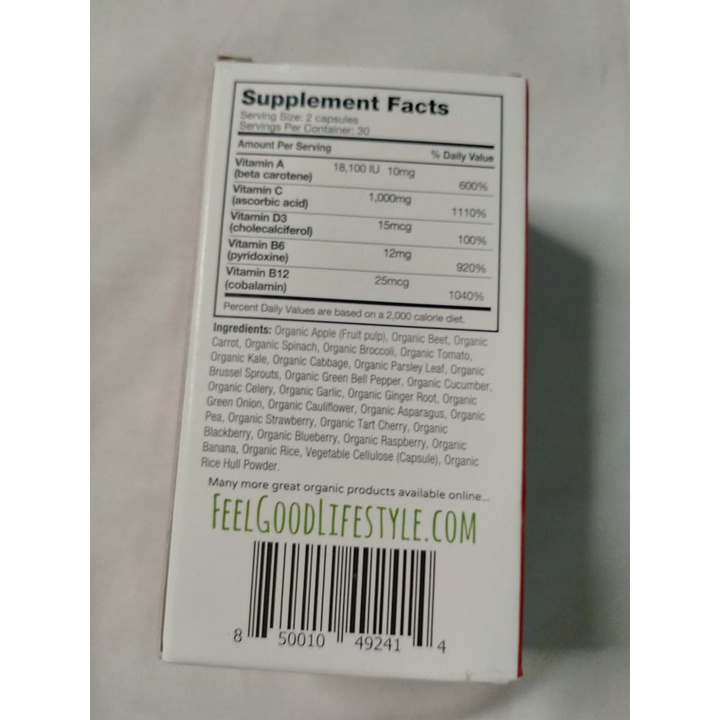 Supplement Facts
Serving Size: 2 capsules
Servings Per Container: 30
Amount Per Serving % Daily Value
Vitamin A
(beta carotene) 18,100 IU 10mg 600%
Vitamin C
(ascorbic acid) 1,000mg 1110%
Vitamin D3
(cholecalciferol) 15mcg 100%
Vitamin B6
(pyridoxine) 12mg 920%
Vitamin B12
(cobalamin) 25mcg 1040%
Percent Daily Values are based on a 2,000 calorie diet.
Ingredients: Organic Apple (Fruit pulp), Organic Beet, Organic
Carrot, Organic Spinach, Organic Broccoli, Organic Tomato,
Organic Kale, Organic Cabbage, Organic Parsley Leaf, Organic
Brussel Sprouts, Organic Green Bell Pepper, Organic Cucumber,
Organic Celery, Organic Garlic, Organic Ginger Root, Organic
Green Onion, Organic Cauliflower, Organic Asparagus, Organic
Pea, Organic Strawberry, Organic Tart Cherry, Organic
Blackberry, Organic Blueberry, Organic Raspberry, Organic
Banana, Organic Rice, Vegetable Cellulose (Capsule), Organic
Rice Hull Powder.
Many more great organic products available online...
FEELGOODLIFESTYLE.COM
8 50010 49241 4